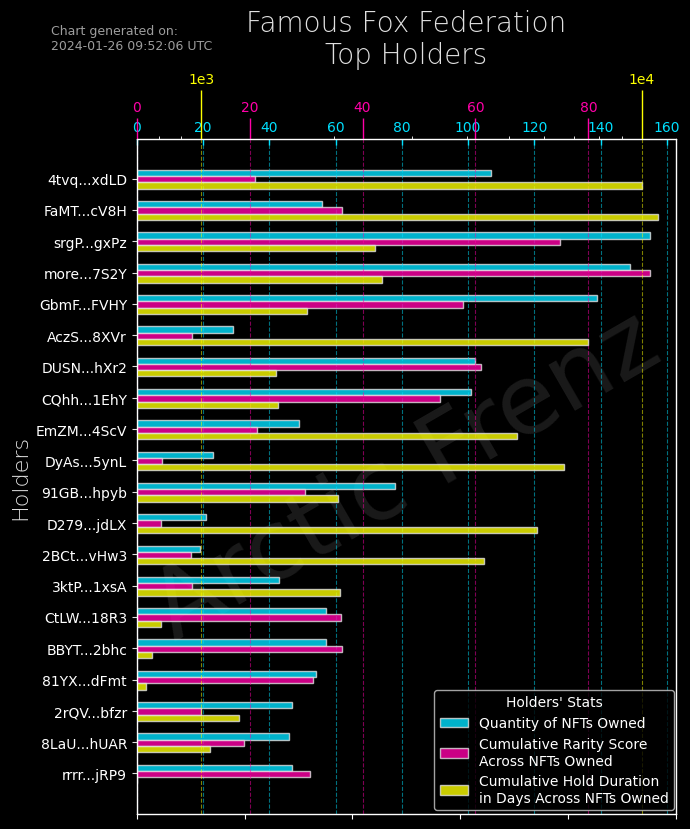 Chart generated on:
2024-01-26 09:52:06 UTC
Famous Fox Federation
Top Holders
1e3 1e4
0 20 40 60 80
0 20 40 60 80 100 120 140 160
Holders
4tvq...xdLD
FaMT...cV8H
srgP...gxPz
more...7S2Y
GbmF...FVHY
AczS...8XVr
DUSN...hXr2
CQhh...1EhY
EmZM...4ScV
DyAs...5ynL
91GB...hpyb
D279...jdLX
2BCt...vHw3
3ktP...1xsA
CtLW...18R3
BBYT...2bhc
81YX...dFmt
2rQV...bfzr
8LaU...hUAR
rrrr...jRP9
Arctic Frenz
Holders' Stats
Quantity of NFTs Owned
Cumulative Rarity Score
Across NFTs Owned
Cumulative Hold Duration
in Days Across NFTs Owned